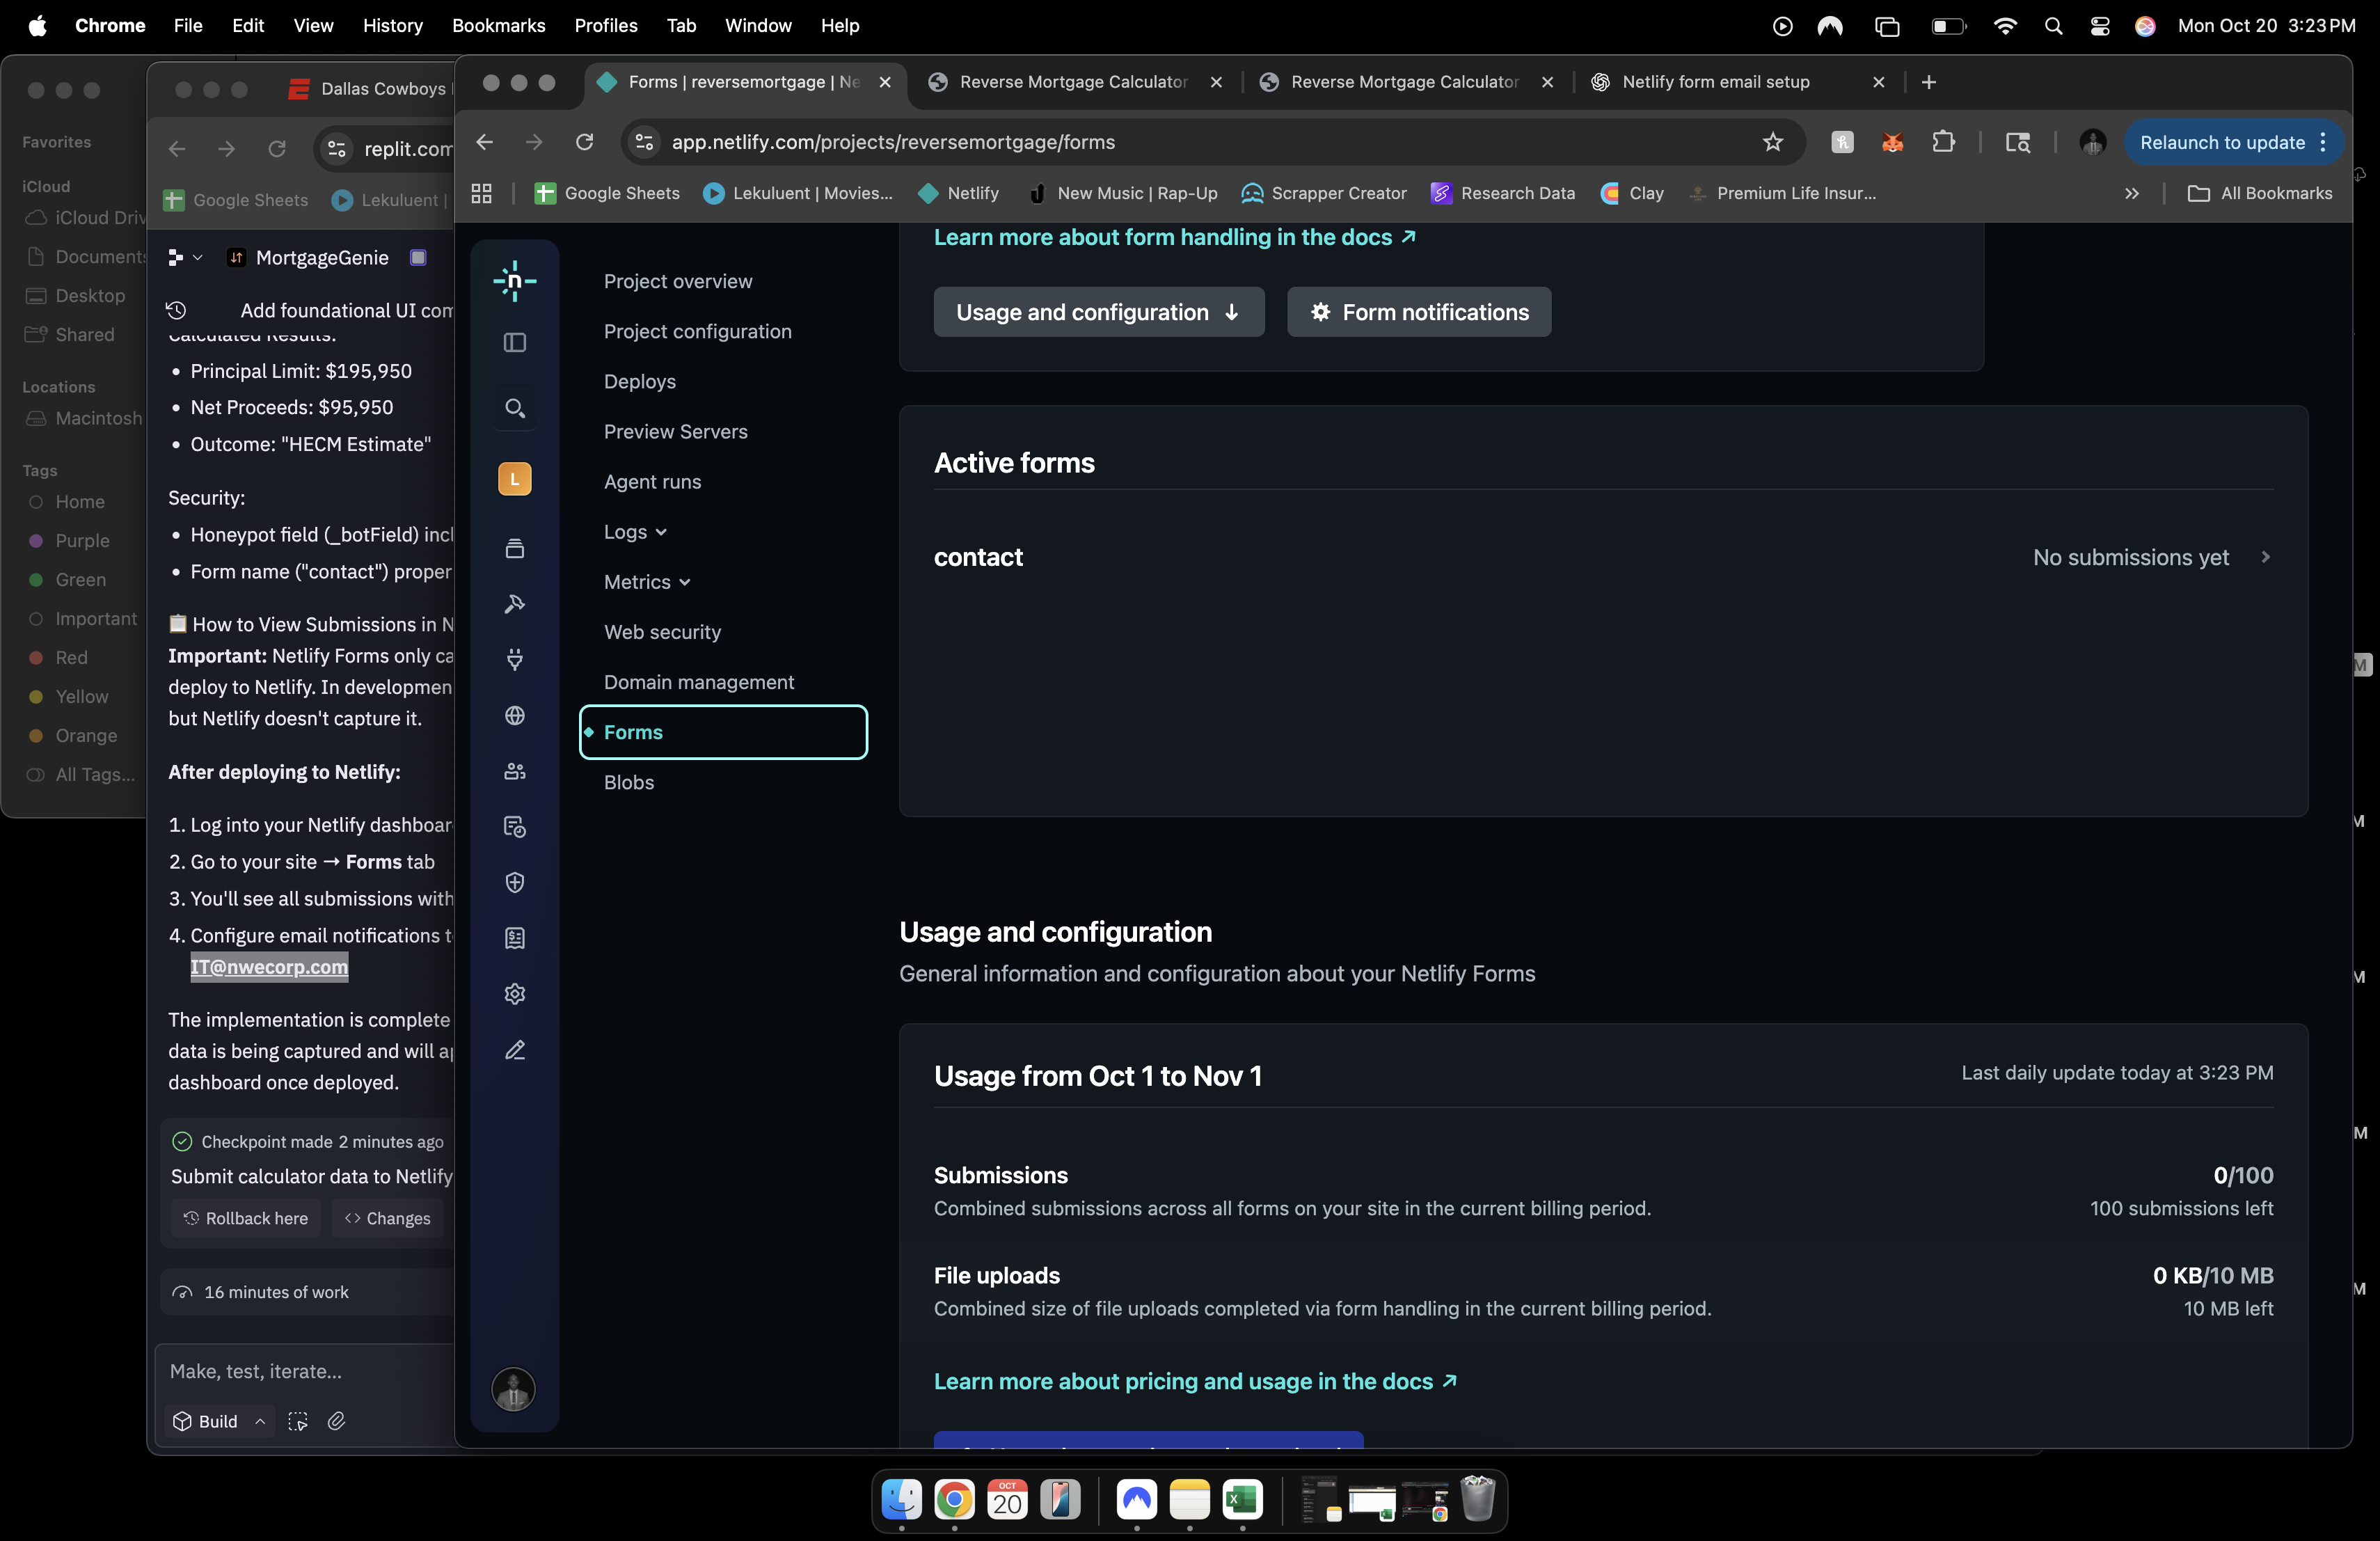 Chrome File Edit View History Bookmarks Profiles Tab Window Help
Mon Oct 20 3:23 PM
Favorites
iCloud
iCloud Driv
Documents
Desktop
Shared
Locations
Macintosh
Tags
Home
Purple
Green
Important
Red
Yellow
Orange
All Tags...
Dallas Cowboys
replit.com
Google Sheets
Lekuluent |
MortgageGenie
Add foundational UI com
Calculated Results:
• Principal Limit: $195,950
• Net Proceeds: $95,950
• Outcome: "HECM Estimate"
Security:
• Honeypot field (_botField) incl
• Form name ("contact") proper
📋 How to View Submissions in N
Important: Netlify Forms only ca
deploy to Netlify. In developmen
but Netlify doesn't capture it.
After deploying to Netlify:
1. Log into your Netlify dashboar
2. Go to your site → Forms tab
3. You'll see all submissions with
4. Configure email notifications t
IT@nwecorp.com
The implementation is complete
data is being captured and will a
dashboard once deployed.
Checkpoint made 2 minutes ago
Submit calculator data to Netlify
Rollback here
Changes
16 minutes of work
Make, test, iterate...
Build
Forms | reversemortgage | Ne
Reverse Mortgage Calculator
Reverse Mortgage Calculator
Netlify form email setup
app.netlify.com/projects/reversemortgage/forms
Relaunch to update
Google Sheets
Lekuluent | Movies...
Netlify
New Music | Rap-Up
Scrapper Creator
Research Data
Clay
Premium Life Insur...
All Bookmarks
L
Project overview
Project configuration
Deploys
Preview Servers
Agent runs
Logs
Metrics
Web security
Domain management
Forms
Blobs
Learn more about form handling in the docs ↗
Usage and configuration ↓
Form notifications
Active forms
contact
No submissions yet
Usage and configuration
General information and configuration about your Netlify Forms
Usage from Oct 1 to Nov 1
Last daily update today at 3:23 PM
Submissions
0/100
Combined submissions across all forms on your site in the current billing period.
100 submissions left
File uploads
0 KB/10 MB
Combined size of file uploads completed via form handling in the current billing period.
10 MB left
Learn more about pricing and usage in the docs ↗
M
M
M
M
M
OCT
20